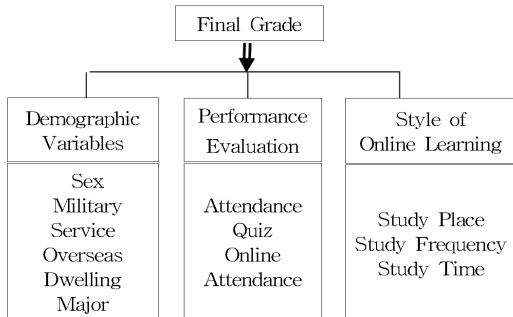 Final Grade
Demographic
Variables
Sex
Military
Service
Overseas
Dwelling
Major
Performance
Evaluation
Attendance
Quiz
Online
Attendance
Style of
Online Learning
Study Place
Study Frequency
Study Time